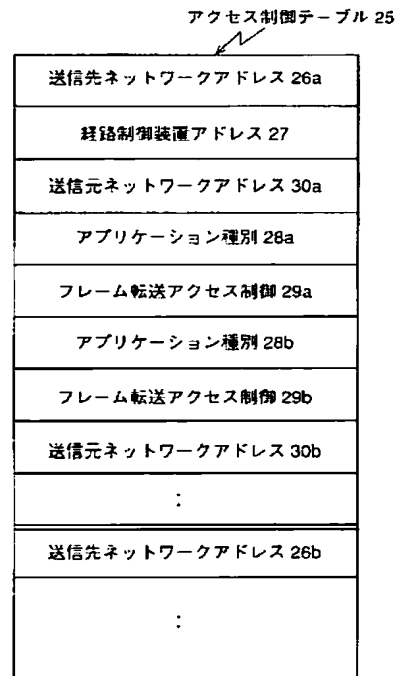 アクセス制御テーブル 25
送信先ネットワークアドレス 26a
経路制御装置アドレス 27
送信元ネットワークアドレス 30a
アプリケーション種別 28a
フレーム転送アクセス制御 29a
アプリケーション種別 28b
フレーム転送アクセス制御 29b
送信元ネットワークアドレス 30b
:
送信先ネットワークアドレス 26b
: